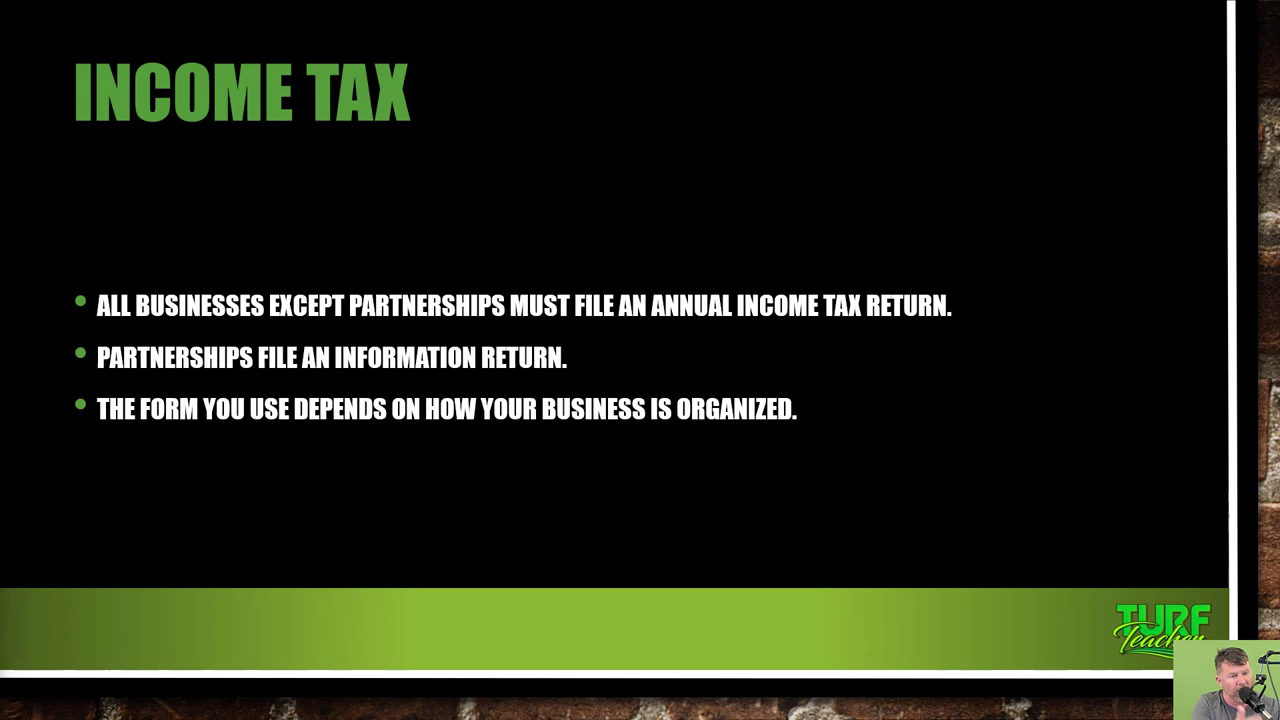 INCOME TAX
ALL BUSINESSES EXCEPT PARTNERSHIPS MUST FILE AN ANNUAL INCOME TAX RETURN.
PARTNERSHIPS FILE AN INFORMATION RETURN.
THE FORM YOU USE DEPENDS ON HOW YOUR BUSINESS IS ORGANIZED.
TURF
Teacher